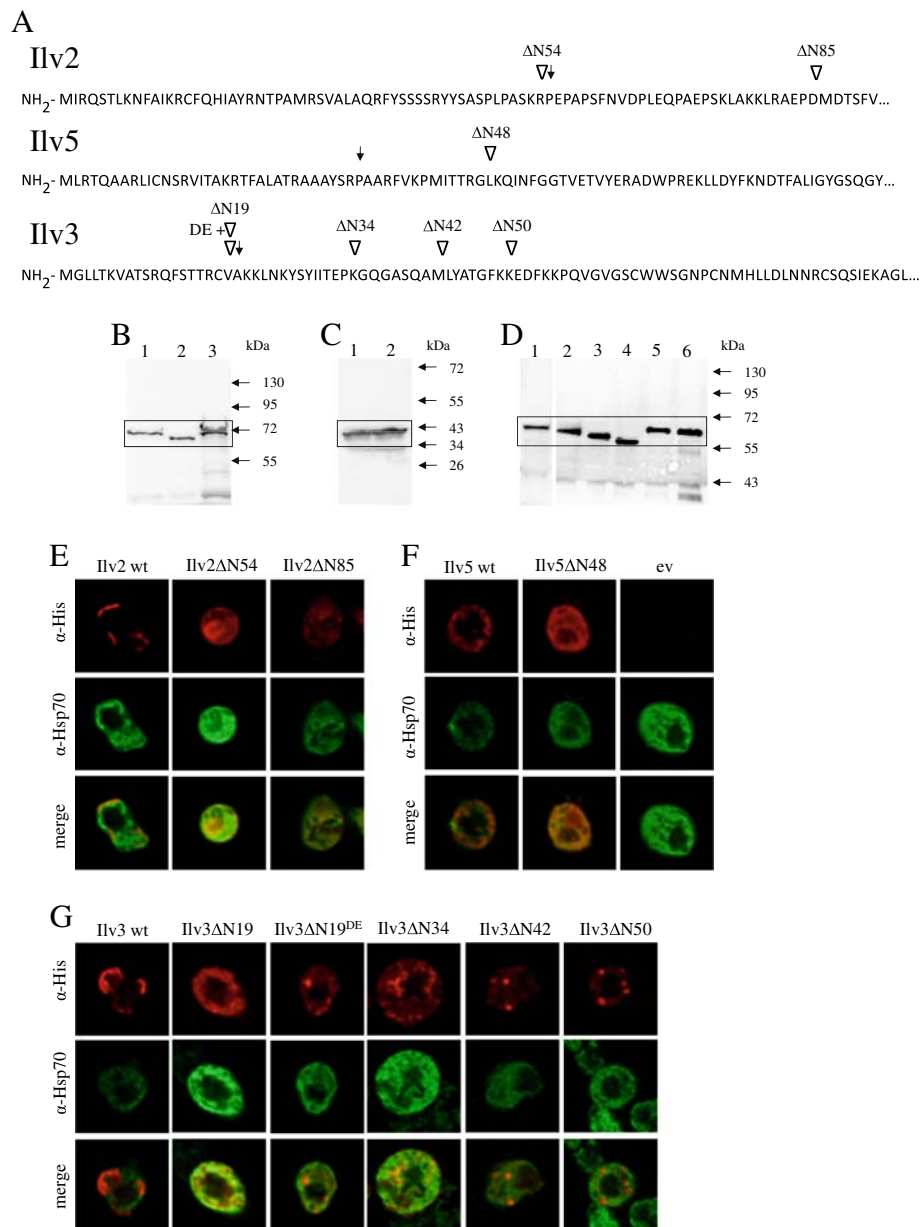 A
Ilv2
ΔN54 ΔN85
NH2- MIRQSTLKNFAIKRCFQHIAYRNTPAMRSVALAQRFYSSSSRYYSASPLPASKRPEPAPSFNVDPLEQPAEPSKLAKKLRAEPDMDTSFV...
Ilv5
ΔN48
NH2- MLRTQAARLICNSRVITAKRTFALATRAAAYSRPAARFVKPMITTRGLKQINFGGTVETVYERADWPREKLLDYFKNDTFALIGYGSQGY...
ΔN19
DE + ΔN34 ΔN42 ΔN50
Ilv3
NH2- MGLLTKVATSRQFSTTRCVAKKLNKYSYIITEPKGQGASQAMLYATGFKKEDFKKPQVGVGSCWWSGNPCNMHLLDLNNRCSQSIEKAGL...
B
1 2 3 kDa
130
95
72
55
C
1 2 kDa
72
55
43
34
26
D
1 2 3 4 5 6 kDa
130
95
72
55
43
E
Ilv2 wt Ilv2ΔN54 Ilv2ΔN85
α-His
α-Hsp70
merge
F
Ilv5 wt Ilv5ΔN48 ev
α-His
α-Hsp70
merge
G
Ilv3 wt Ilv3ΔN19 Ilv3ΔN19DE Ilv3ΔN34 Ilv3ΔN42 Ilv3ΔN50
α-His
α-Hsp70
merge